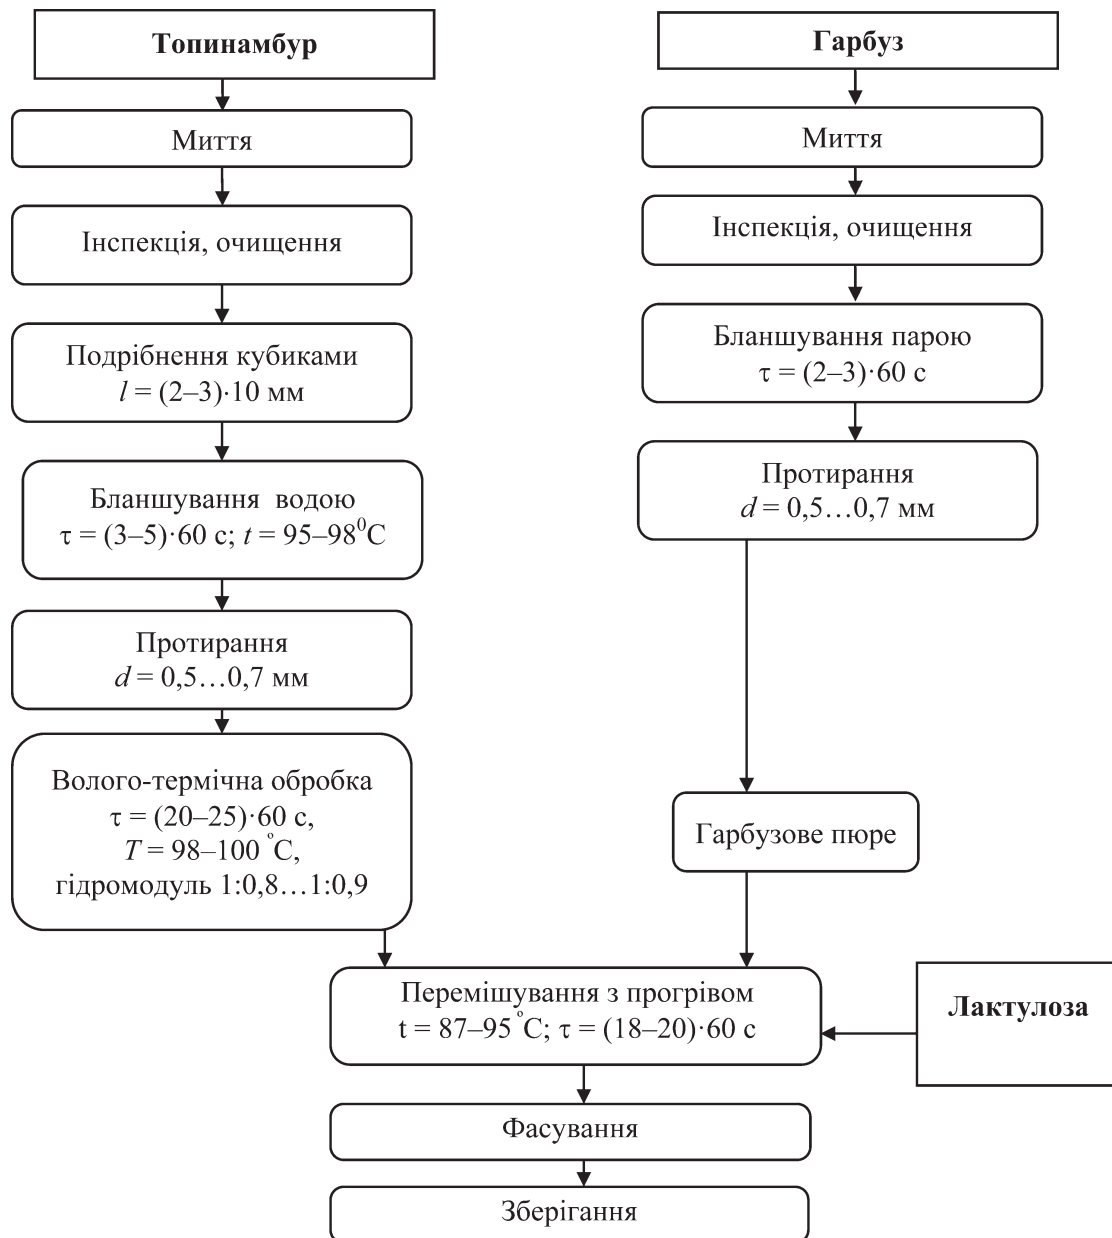 Топинамбур
Миття
Інспекція, очищення
Подрібнення кубиками
l = (2–3)·10 мм
Бланшування водою
τ = (3–5)·60 с; t = 95–98⁰С
Протирання
d = 0,5…0,7 мм
Волого-термічна обробка
τ = (20–25)·60 с,
T = 98–100 °С,
гідромодуль 1:0,8…1:0,9
Гарбуз
Миття
Інспекція, очищення
Бланшування парою
τ = (2–3)·60 с
Протирання
d = 0,5…0,7 мм
Гарбузове пюре
Перемішування з прогрівом
t = 87–95 °С; τ = (18–20)·60 с
Лактулоза
Фасування
Зберігання